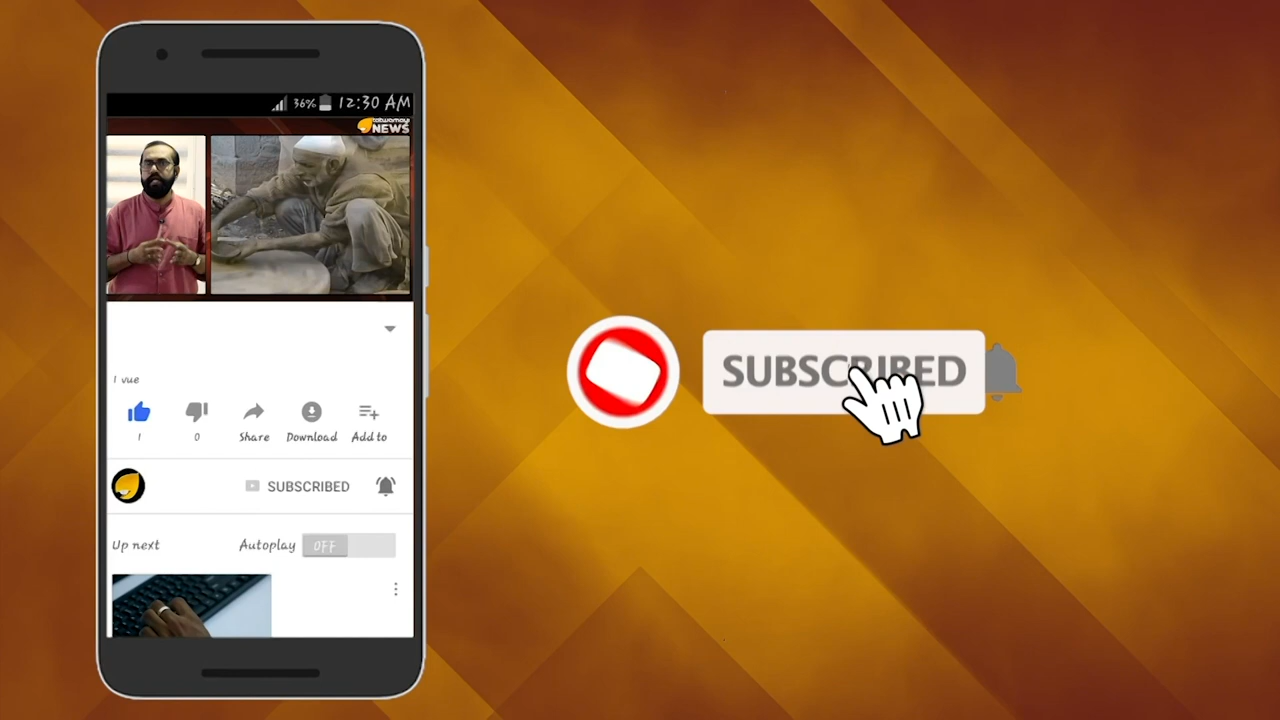 36% 12:30 AM
tatwamayi
NEWS
1 vue
1
0
Share
Download
Add to
SUBSCRIBED
Up next
Autoplay
OFF
SUBSCRIBED